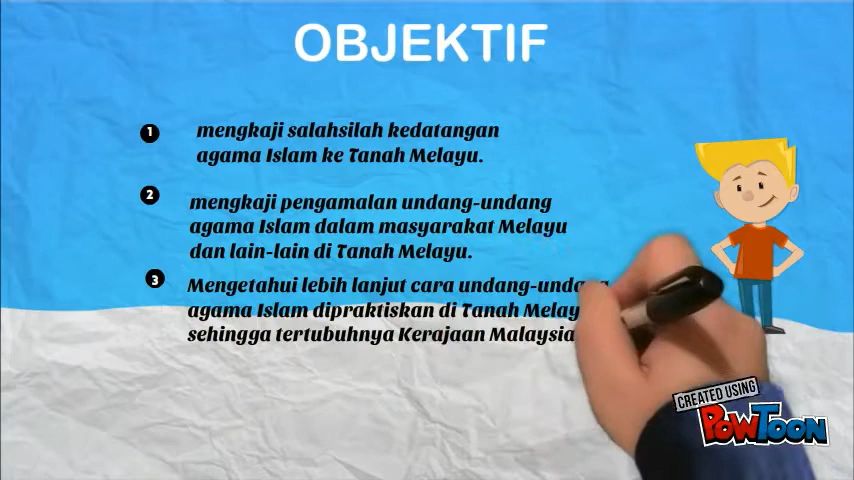 OBJEKTIF
1 mengkaji salahsilah kedatangan
agama Islam ke Tanah Melayu.
2 mengkaji pengamalan undang-undang
agama Islam dalam masyarakat Melayu
dan lain-lain di Tanah Melayu.
3 Mengetahui lebih lanjut cara
agama Islam dipraktiskan di Tanah
sehingga tertubuhnya Kerajaan Malaysia
CREATED USING
POWTOON